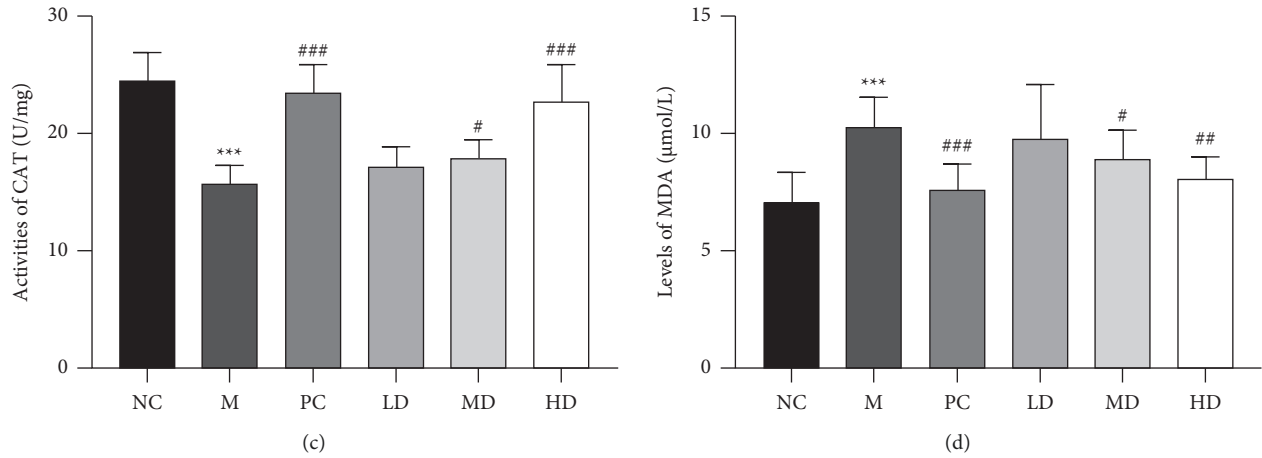 Activities of CAT (U/mg)
30
20
10
0
***
###
#
###
NC M PC LD MD HD
(c)
Levels of MDA (µmol/L)
15
10
5
0
***
###
#
##
NC M PC LD MD HD
(d)